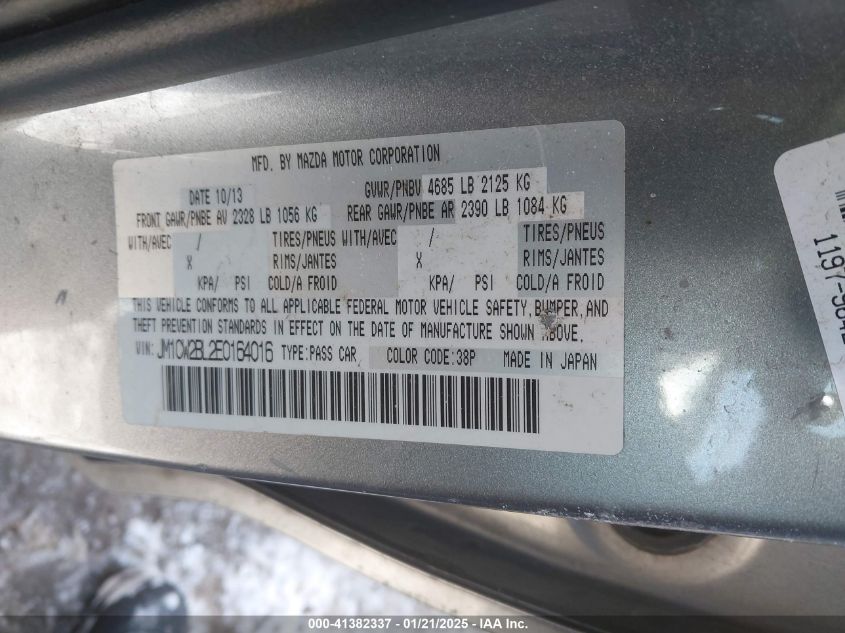 MFD. BY MAZDA MOTOR CORPORATION
DATE 10/13 GVWR/PNBV 4685 LB 2125 KG
FRONT GAWR/PNBE AV 2328 LB 1056 KG REAR GAWR/PNBE AR 2390 LB 1084 KG
WITH/AVEC / TIRES/PNEUS WITH/AVEC / TIRES/PNEUS
X RIMS/JANTES X RIMS/JANTES
KPA/ PSI COLD/A FROID KPA/ PSI COLD/A FROID
THIS VEHICLE CONFORMS TO ALL APPLICABLE FEDERAL MOTOR VEHICLE SAFETY, BUMPER, AND
THEFT PREVENTION STANDARDS IN EFFECT ON THE DATE OF MANUFACTURE SHOWN ABOVE.
VIN: JM1CW2BL2E0164016 TYPE:PASS CAR COLOR CODE:38P MADE IN JAPAN
000-41382337 - 01/21/2025 - IAA Inc.